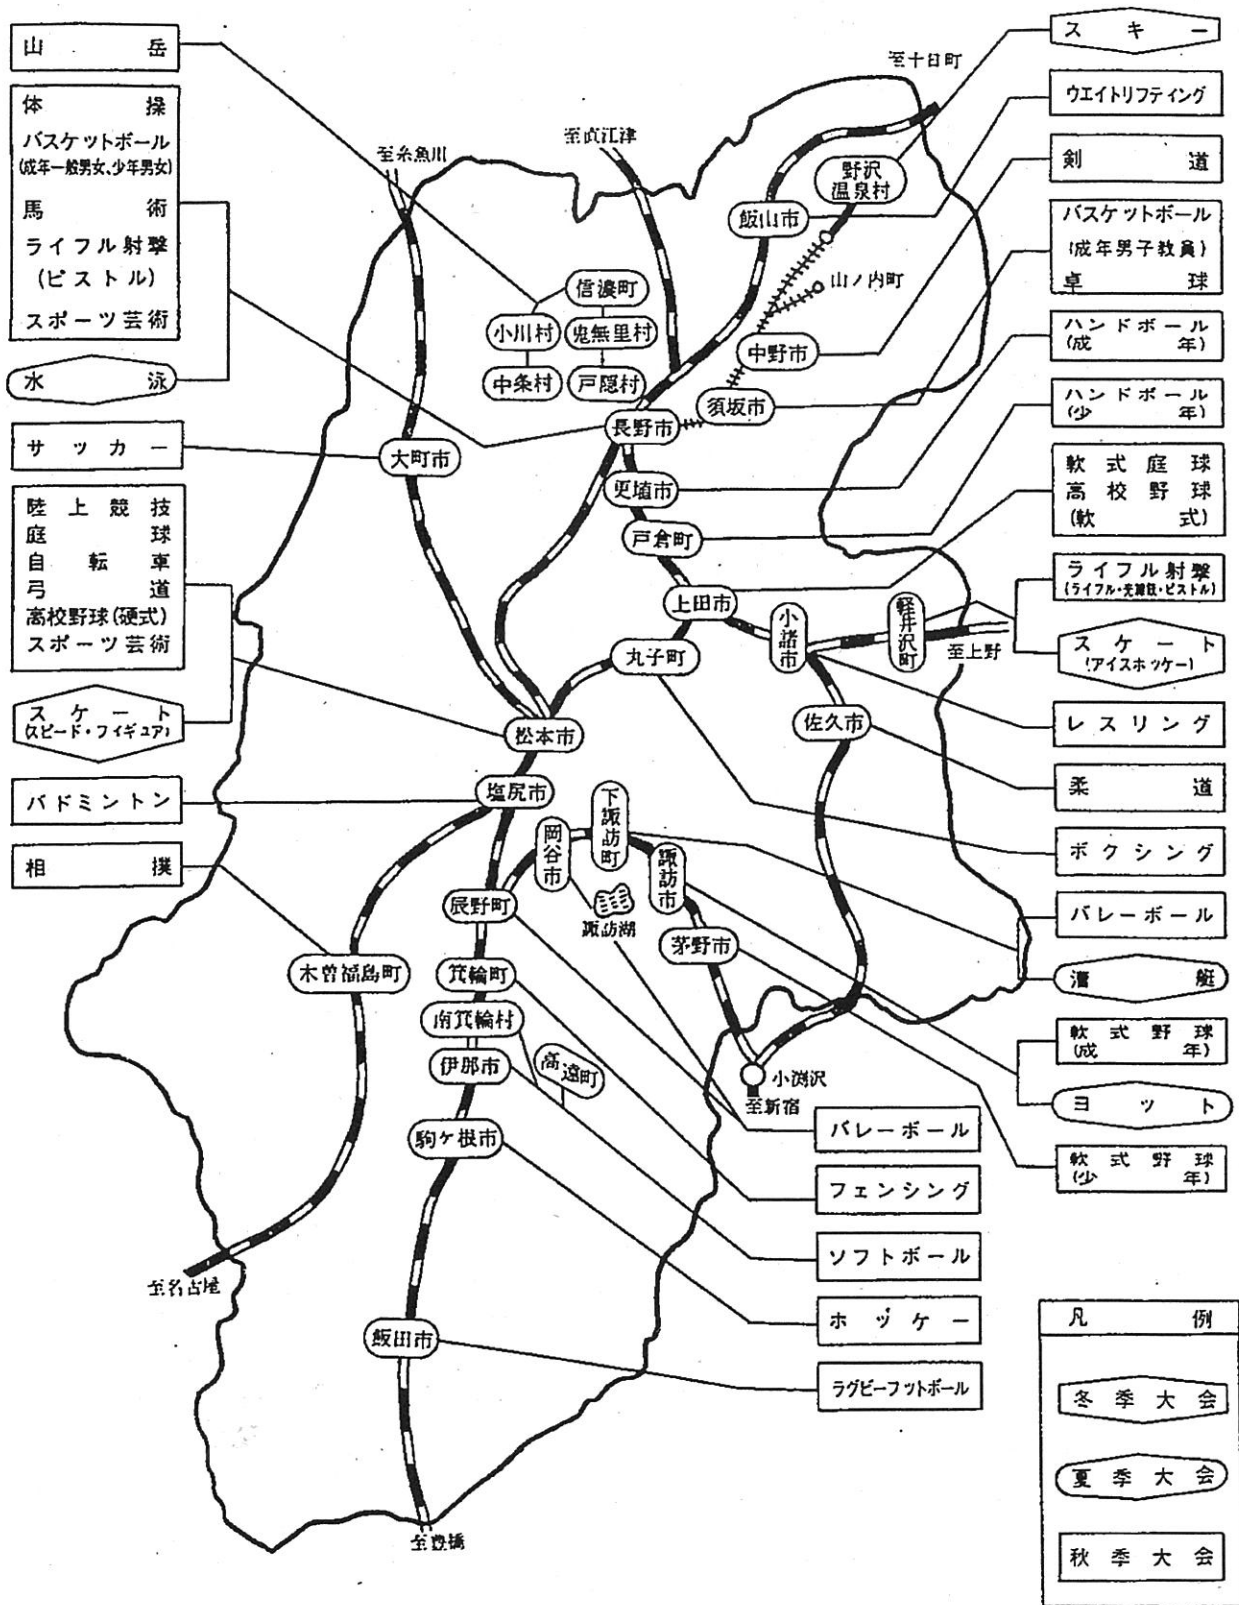 山岳
体操
バスケットボール
(成年一般男女、少年男女)
馬術
ライフル射撃
(ピストル)
スポーツ芸術
水泳
サッカー
陸上競技
庭球
自転車
弓道
高校野球(硬式)
スポーツ芸術
スケート
(スピード・フィギュア)
バドミントン
相撲
至糸魚川
至直江津
至十日町
野沢
温泉村
飯山市
山ノ内町
信濃町
小川村
鬼無里村
中条村
戸隠村
中野市
須坂市
長野市
大町市
更埴市
戸倉町
上田市
小諸市
軽井沢町
至上野
丸子町
佐久市
松本市
塩尻市
岡谷市
下諏訪町
諏訪市
諏訪湖
辰野町
茅野市
木曽福島町
箕輪町
南箕輪村
高遠町
伊那市
小渕沢
至新宿
駒ヶ根市
至名古屋
飯田市
至豊橋
スキー
ウエイトリフティング
剣道
バスケットボール
(成年男子教員)
卓球
ハンドボール
(成年)
ハンドボール
(少年)
軟式庭球
高校野球
(軟式)
ライフル射撃
(ライフル・光線銃・ピストル)
スケート
(アイスホッケー)
レスリング
柔道
ボクシング
バレーボール
漕艇
軟式野球
(成年)
ヨット
軟式野球
(少年)
バレーボール
フェンシング
ソフトボール
ホッケー
ラグビーフットボール
凡例
冬季大会
夏季大会
秋季大会